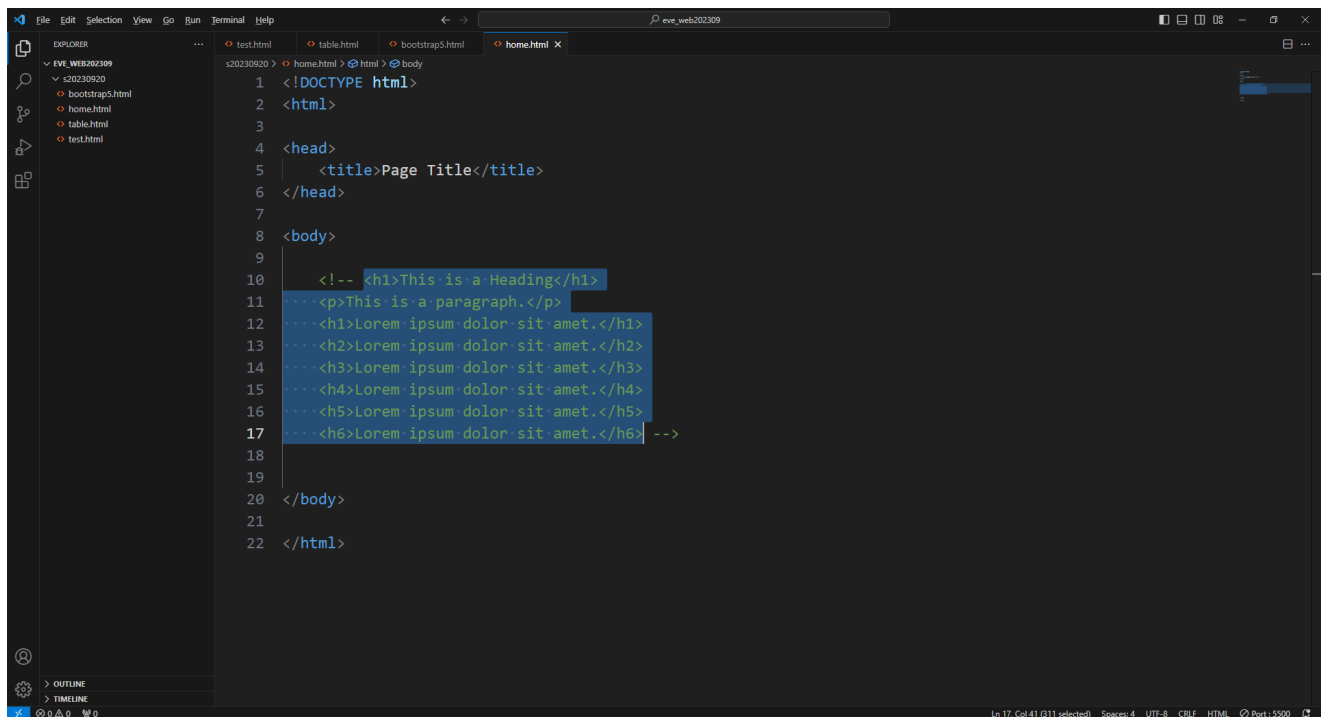 File Edit Selection View Go Run Terminal Help
eve_web202309
EXPLORER
EVE_WEB202309
s20230920
bootstrap5.html
home.html
table.html
test.html
OUTLINE
TIMELINE
test.html table.html bootstrap5.html home.html
s20230920 > home.html > html > body
1 <!DOCTYPE html>
2 <html>
3
4 <head>
5 <title>Page Title</title>
6 </head>
7
8 <body>
9
10 <!-- <h1>This is a Heading</h1>
11 <p>This is a paragraph.</p>
12 <h1>Lorem ipsum dolor sit amet.</h1>
13 <h2>Lorem ipsum dolor sit amet.</h2>
14 <h3>Lorem ipsum dolor sit amet.</h3>
15 <h4>Lorem ipsum dolor sit amet.</h4>
16 <h5>Lorem ipsum dolor sit amet.</h5>
17 <h6>Lorem ipsum dolor sit amet.</h6> -->
18
19
20 </body>
21
22 </html>
0 0 0 Ln 17, Col 41 (311 selected) Spaces: 4 UTF-8 CRLF HTML Port : 5500